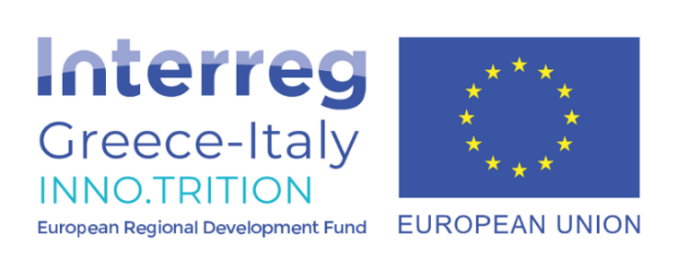 Interreg
Greece-Italy
INNO.TRITION
European Regional Development Fund
EUROPEAN UNION